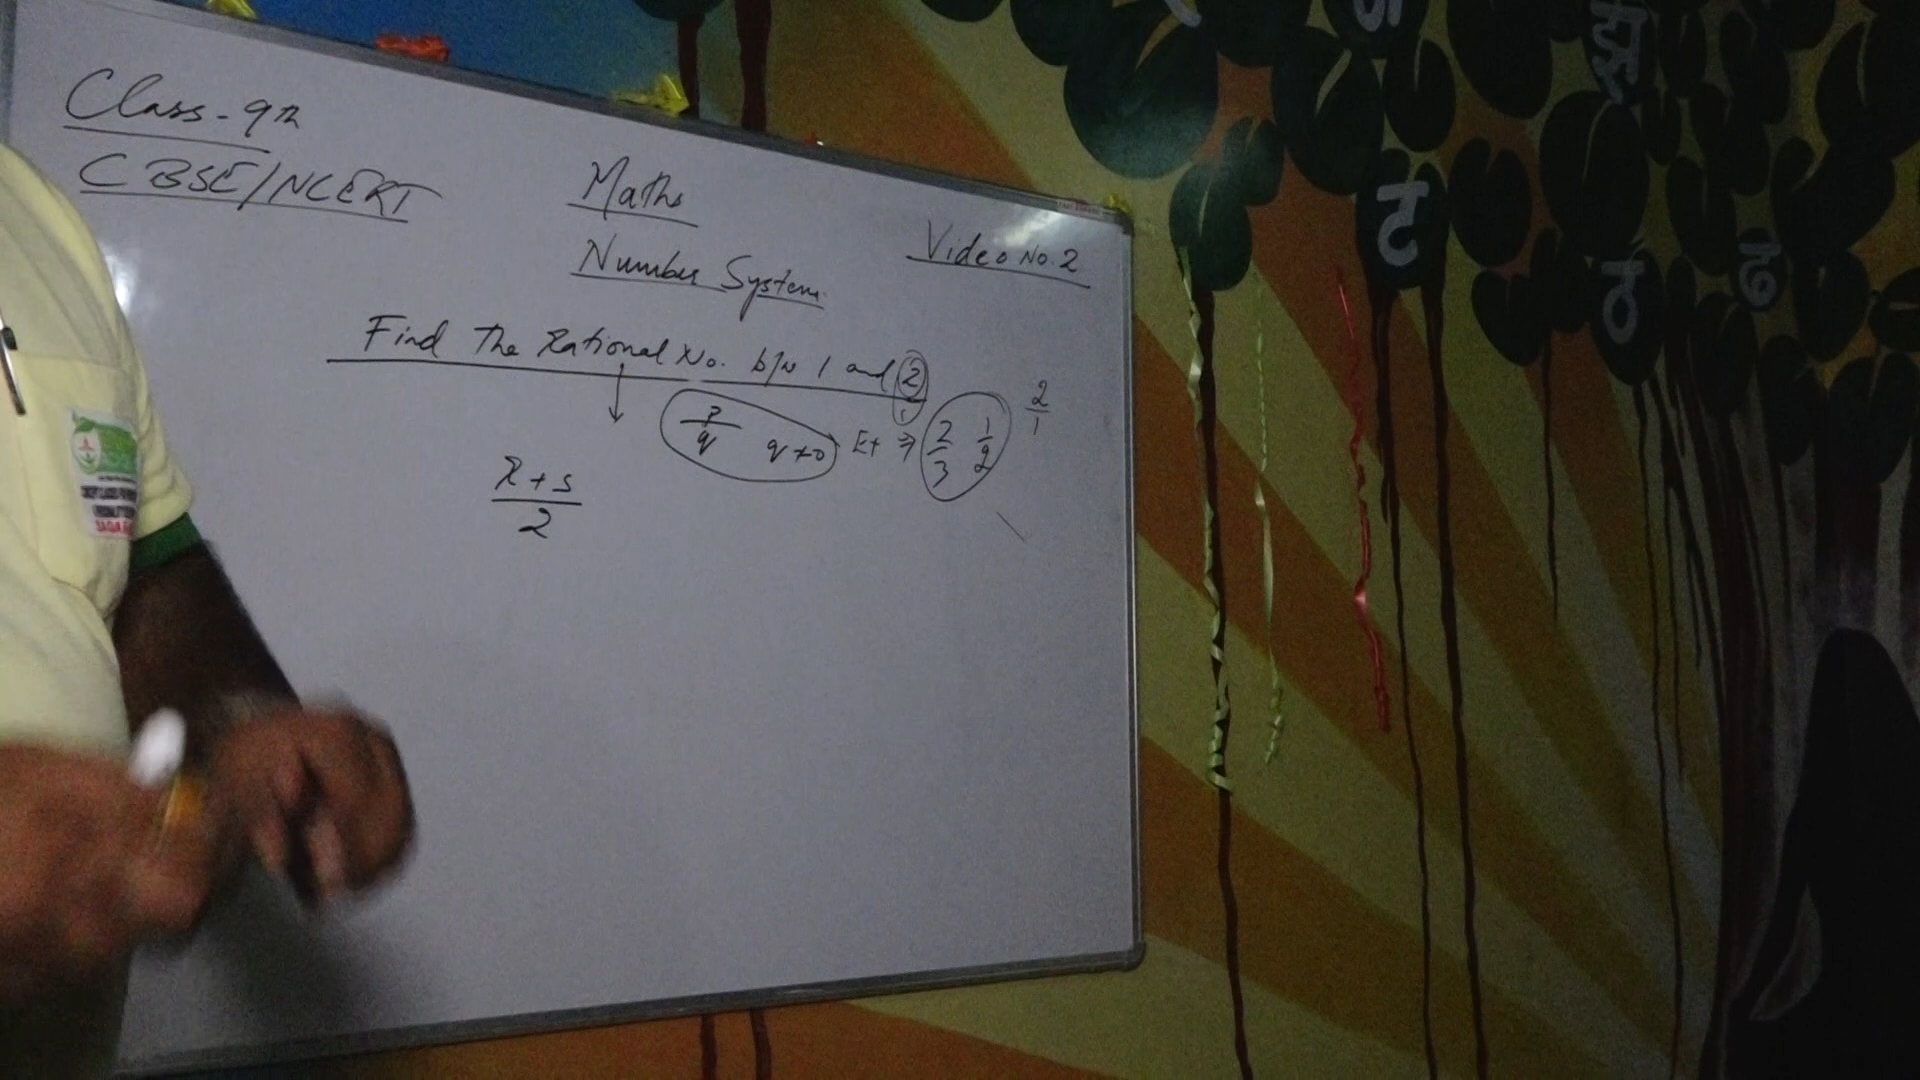 Class-9th
CBSE/NCERT
Maths
Number System
Video No. 2
Find The Rational No. b/w 1 and 2
1
P/q q≠0 Ex ⇒ 2/3 1/2 2/1
r+s
2
ट
ठ
ढ